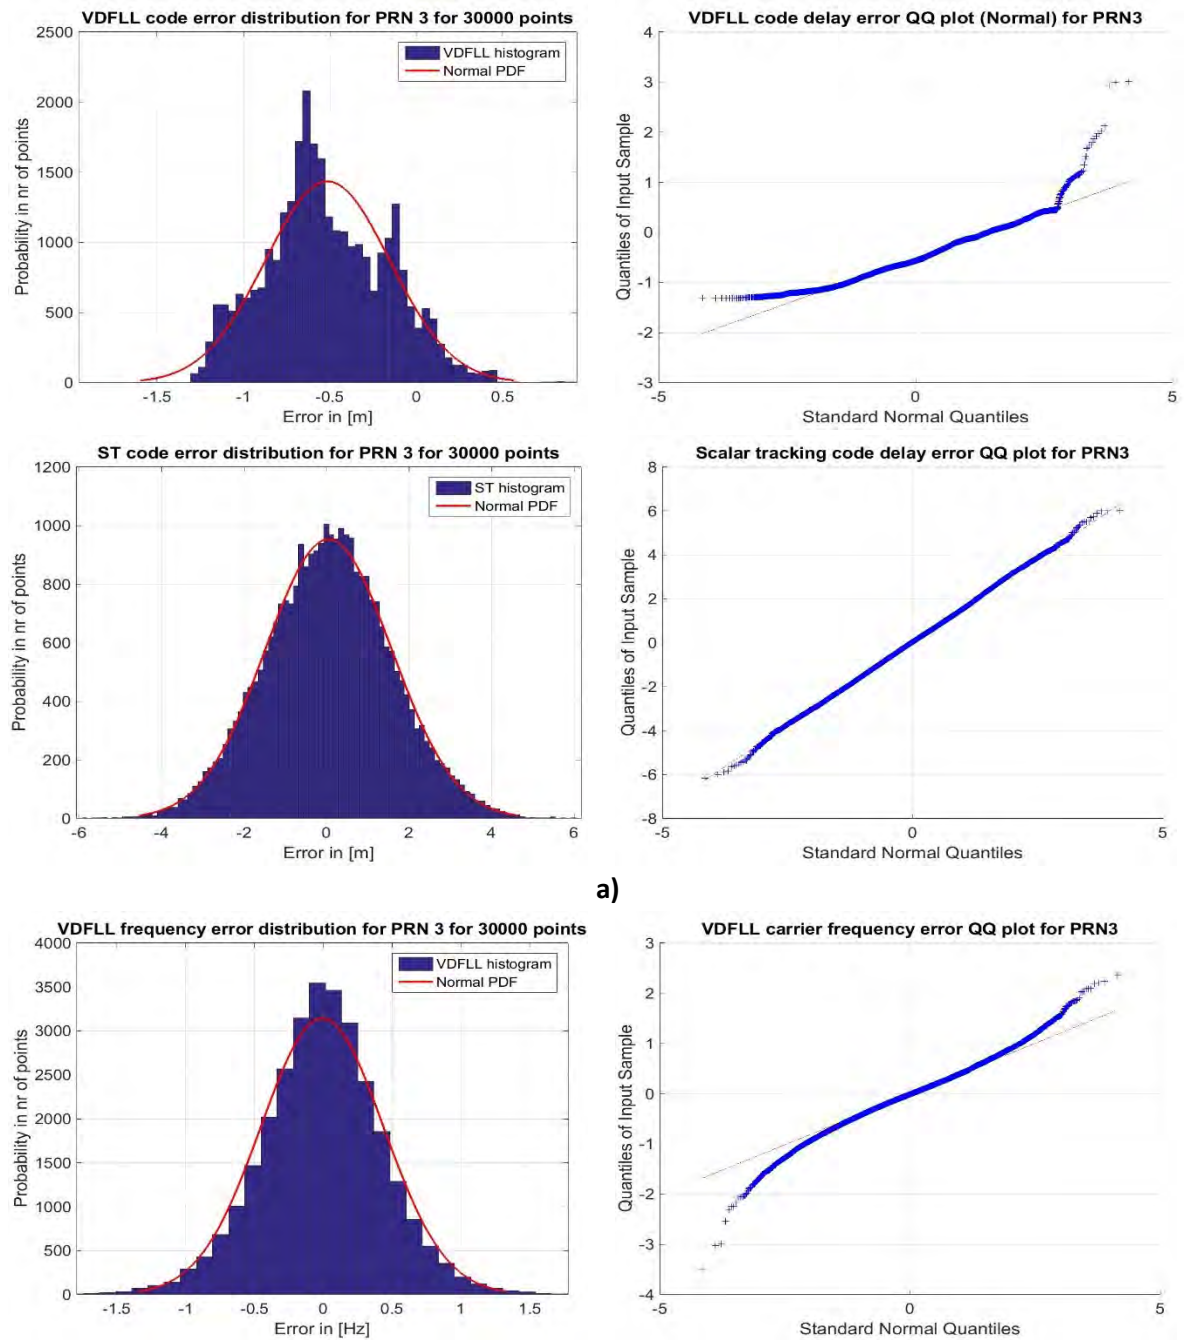 VDFLL code error distribution for PRN 3 for 30000 points
2500
2000
1500
1000
500
0
Probability in nr of points
VDFLL histogram
Normal PDF
-1.5 -1 -0.5 0 0.5
Error in [m]
VDFLL code delay error QQ plot (Normal) for PRN3
4
3
2
1
0
-1
-2
-3
Quantiles of Input Sample
-5 0 5
Standard Normal Quantiles
ST code error distribution for PRN 3 for 30000 points
1200
1000
800
600
400
200
0
Probability in nr of points
ST histogram
Normal PDF
-6 -4 -2 0 2 4 6
Error in [m]
Scalar tracking code delay error QQ plot for PRN3
8
6
4
2
0
-2
-4
-6
-8
Quantiles of Input Sample
-5 0 5
Standard Normal Quantiles
a)
VDFLL frequency error distribution for PRN 3 for 30000 points
4000
3500
3000
2500
2000
1500
1000
500
0
Probability in nr of points
VDFLL histogram
Normal PDF
-1.5 -1 -0.5 0 0.5 1 1.5
Error in [Hz]
VDFLL carrier frequency error QQ plot for PRN3
3
2
1
0
-1
-2
-3
-4
Quantiles of Input Sample
-5 0 5
Standard Normal Quantiles